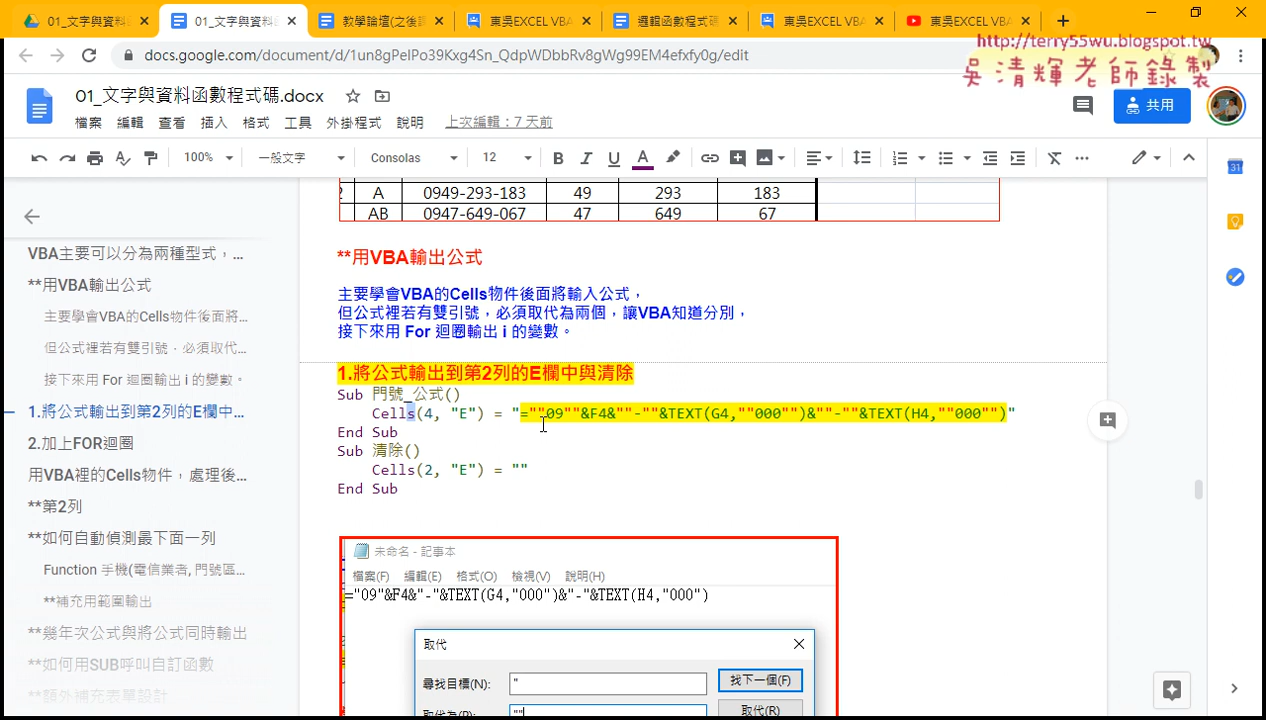 01_文字與資料函
01_文字與資料函
教學論壇(之後課
東吳EXCEL VBA
邏輯函數程式碼
東吳EXCEL VBA
東吳EXCEL VBA
docs.google.com/document/d/1un8gPeIPo39Kxg4Sn_QdpWDbbRv8gWg99EM4efxfy0g/edit
http://terry55wu.blogspot.tw
吳清輝老師錄製
01_文字與資料函數程式碼.docx
檔案 編輯 查看 插入 格式 工具 外掛程式 說明 上次編輯：7 天前
共用
100% 一般文字 Consolas 12
2 A 0949-293-183 49 293 183
AB 0947-649-067 47 649 67
VBA主要可以分為兩種型式，...
**用VBA輸出公式
主要學會VBA的Cells物件後面將...
但公式裡若有雙引號，必須取代...
接下來用 For 迴圈輸出 i 的變數。
1.將公式輸出到第2列的E欄中...
2.加上FOR迴圈
用VBA裡的Cells物件，處理後...
**第2列
**如何自動偵測最下面一列
Function 手機(電信業者, 門號區...
**補充用範圍輸出
**幾年次公式與將公式同時輸出
**如何用SUB呼叫自訂函數
**額外補充表單設計
**用VBA輸出公式
主要學會VBA的Cells物件後面將輸入公式，
但公式裡若有雙引號，必須取代為兩個，讓VBA知道分別，
接下來用 For 迴圈輸出 i 的變數。
1.將公式輸出到第2列的E欄中與清除
Sub 門號_公式()
Cells(4, "E") = "=""09""&F4&""-""&TEXT(G4,""000"")&""-""&TEXT(H4,""000"")"
End Sub
Sub 清除()
Cells(2, "E") = ""
End Sub
未命名 - 記事本
檔案(F) 編輯(E) 格式(O) 檢視(V) 說明(H)
="09"&F4&"-"&TEXT(G4,"000")&"-"&TEXT(H4,"000")
取代
尋找目標(N): "
找下一個(F)
取代為(P): ""
取代(R)
31